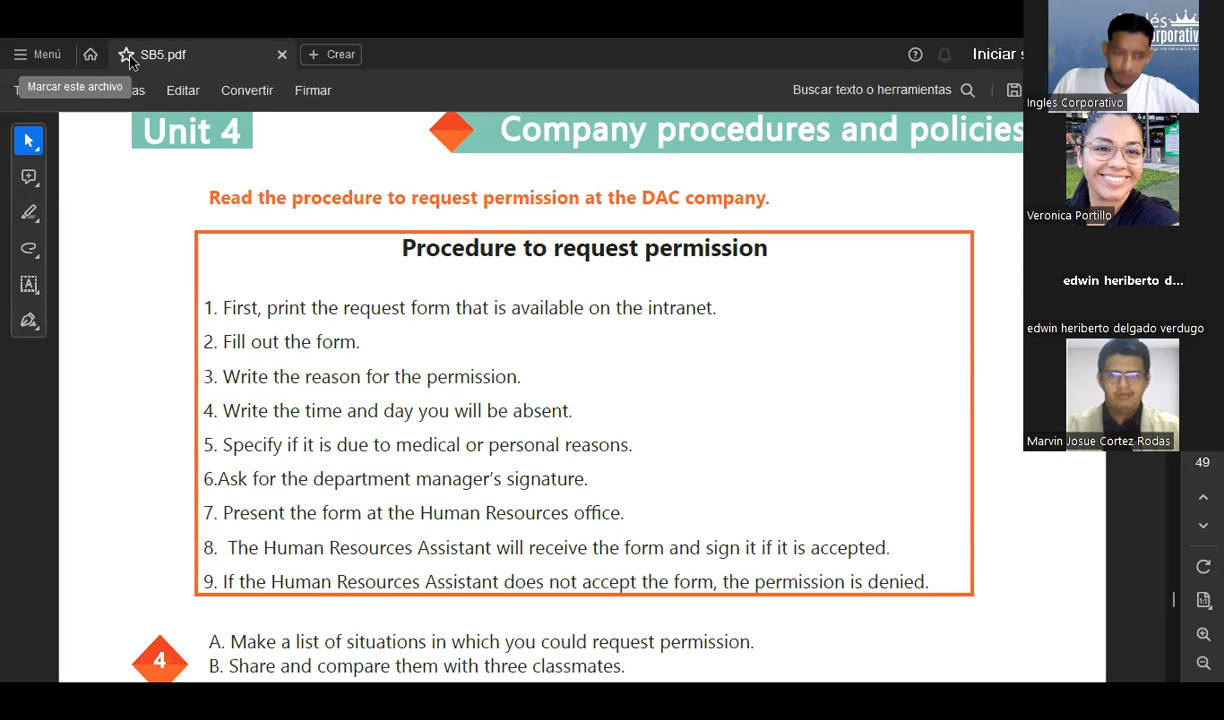 Menú
SB5.pdf
Crear
Iniciar s
Marcar este archivo
T
as
Editar
Convertir
Firmar
Buscar texto o herramientas
Unit 4
Company procedures and policies
Read the procedure to request permission at the DAC company.
Procedure to request permission
1. First, print the request form that is available on the intranet.
2. Fill out the form.
3. Write the reason for the permission.
4. Write the time and day you will be absent.
5. Specify if it is due to medical or personal reasons.
6.Ask for the department manager's signature.
7. Present the form at the Human Resources office.
8. The Human Resources Assistant will receive the form and sign it if it is accepted.
9. If the Human Resources Assistant does not accept the form, the permission is denied.
4
A. Make a list of situations in which you could request permission.
B. Share and compare them with three classmates.
Ingles Corporativo
Veronica Portillo
edwin heriberto d...
edwin heriberto delgado verdugo
Marvin Josue Cortez Rodas
49